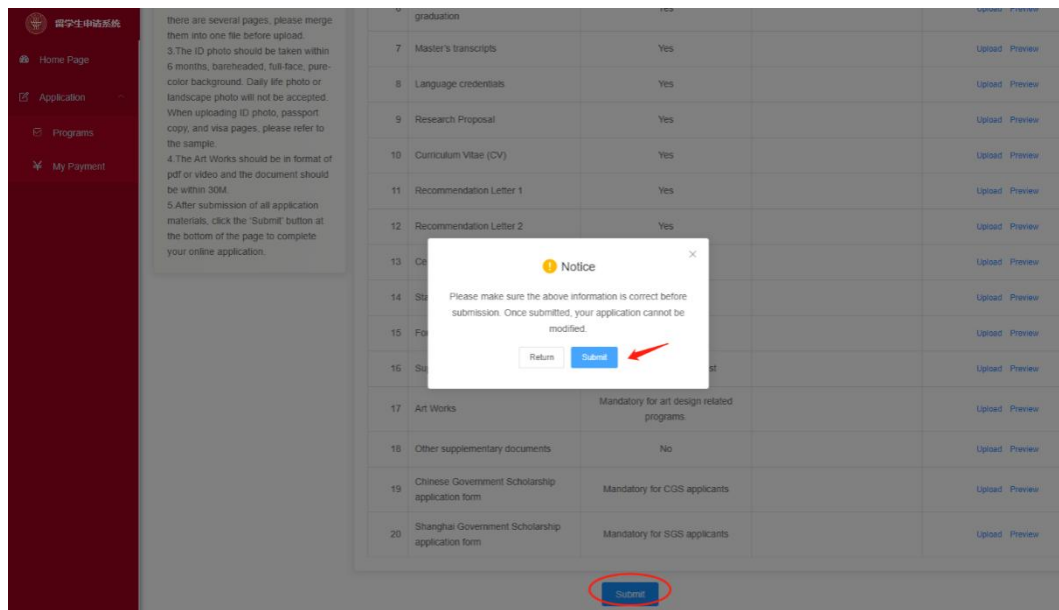 留学生申请系统
Home Page
Application
Programs
My Payment
there are several pages, please merge
them into one file before upload.
3.The ID photo should be taken within
6 months, bareheaded, full-face, pure-
color background. Daily life photo or
landscape photo will not be accepted.
When uploading ID photo, passport
copy, and visa pages, please refer to
the sample.
4.The Art Works should be in format of
pdf or video and the document should
be within 30M.
5.After submission of all application
materials, click the 'Submit' button at
the bottom of the page to complete
your online application.
graduation
7 Master's transcripts Yes Upload Preview
8 Language credentials Yes Upload Preview
9 Research Proposal Yes Upload Preview
10 Curriculum Vitae (CV) Yes Upload Preview
11 Recommendation Letter 1 Yes Upload Preview
12 Recommendation Letter 2 Yes Upload Preview
13 Ce Upload Preview
14 Sta Upload Preview
15 Fo Upload Preview
16 Su st Upload Preview
17 Art Works Mandatory for art design related programs Upload Preview
18 Other supplementary documents No Upload Preview
19 Chinese Government Scholarship application form Mandatory for CGS applicants Upload Preview
20 Shanghai Government Scholarship application form Mandatory for SGS applicants Upload Preview
Notice
Please make sure the above information is correct before
submission. Once submitted, your application cannot be
modified.
Return Submit
Submit